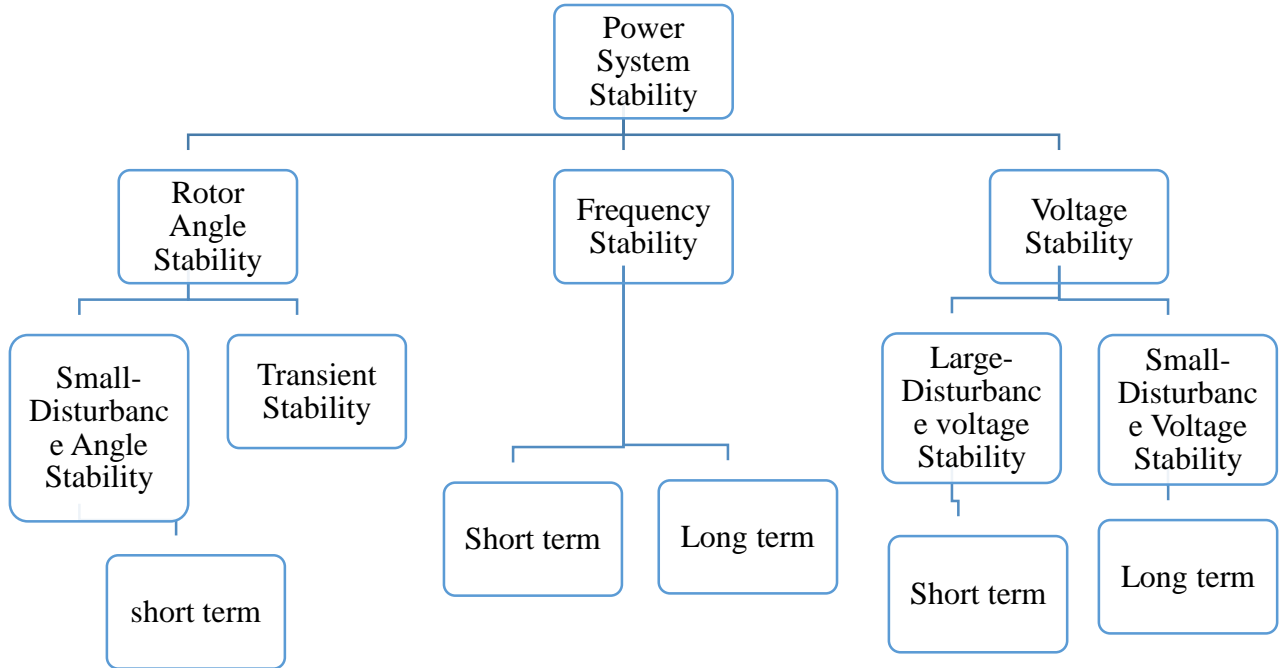 Power
System
Stability
Rotor
Angle
Stability
Frequency
Stability
Voltage
Stability
Small-
Disturbanc
e Angle
Stability
Transient
Stability
Large-
Disturbanc
e voltage
Stability
Small-
Disturbanc
e Voltage
Stability
short term
Short term
Long term
Short term
Long term